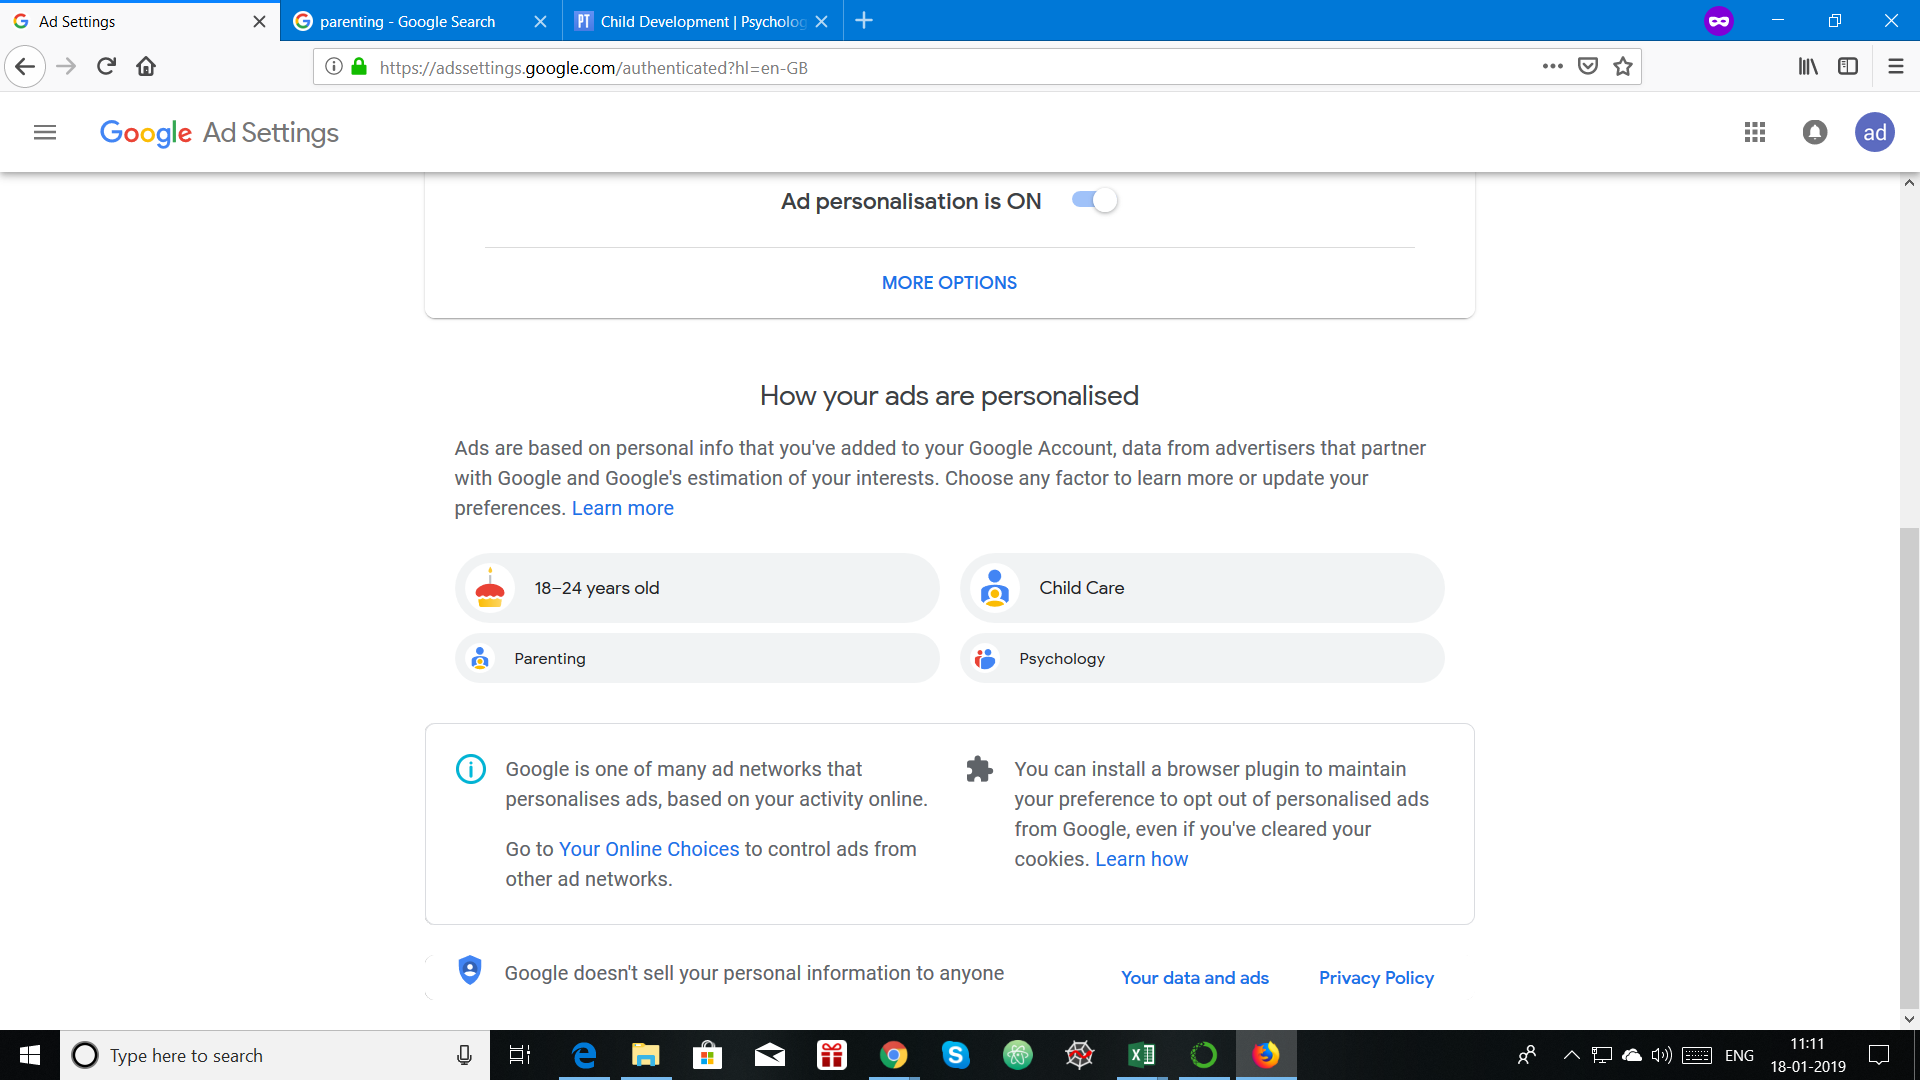 Ad Settings
parenting - Google Search
PT Child Development | Psycholog
https://adssettings.google.com/authenticated?hl=en-GB
Google Ad Settings
ad
Ad personalisation is ON
MORE OPTIONS
How your ads are personalised
Ads are based on personal info that you've added to your Google Account, data from advertisers that partner
with Google and Google's estimation of your interests. Choose any factor to learn more or update your
preferences. Learn more
18–24 years old
Child Care
Parenting
Psychology
Google is one of many ad networks that
personalises ads, based on your activity online.
Go to Your Online Choices to control ads from
other ad networks.
You can install a browser plugin to maintain
your preference to opt out of personalised ads
from Google, even if you've cleared your
cookies. Learn how
Google doesn't sell your personal information to anyone
Your data and ads
Privacy Policy
Type here to search
ENG
11:11
18-01-2019